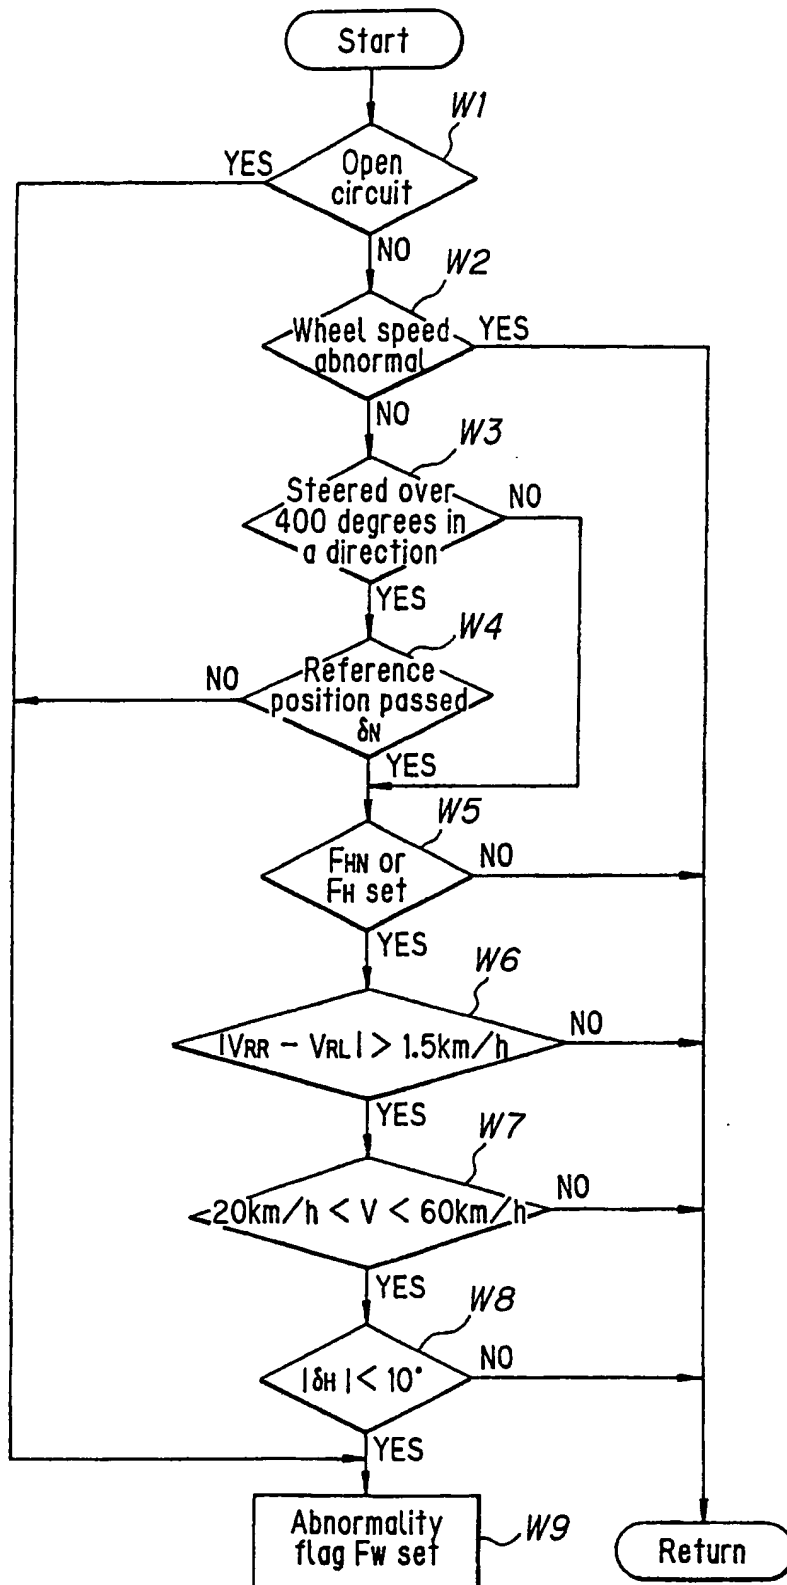 Start
W1
YES
Open
circuit
NO
W2
Wheel speed
abnormal
YES
NO
W3
Steered over
400 degrees in
a direction
NO
YES
W4
NO
Reference
position passed
δN
YES
W5
FHN or
FH set
NO
YES
W6
|VRR - VRL| > 1.5km/h
NO
YES
W7
20km/h < V < 60km/h
NO
YES
W8
|δH| < 10°
NO
YES
Abnormality
flag Fw set
W9
Return